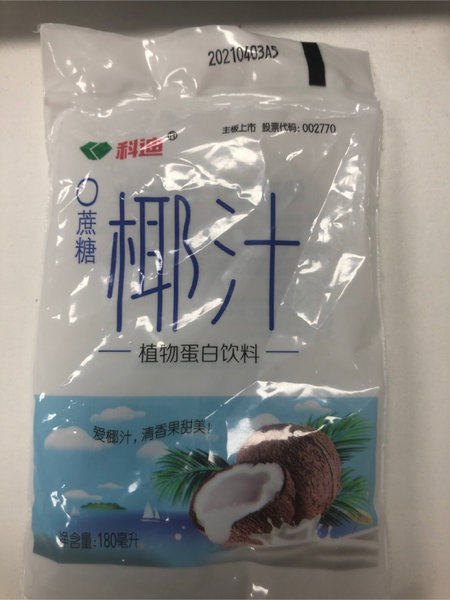 20210403A5
科迪®
主板上市 股票代码:002770
0蔗糖
椰汁
植物蛋白饮料
爱椰汁，清香果甜美!
净含量:180毫升